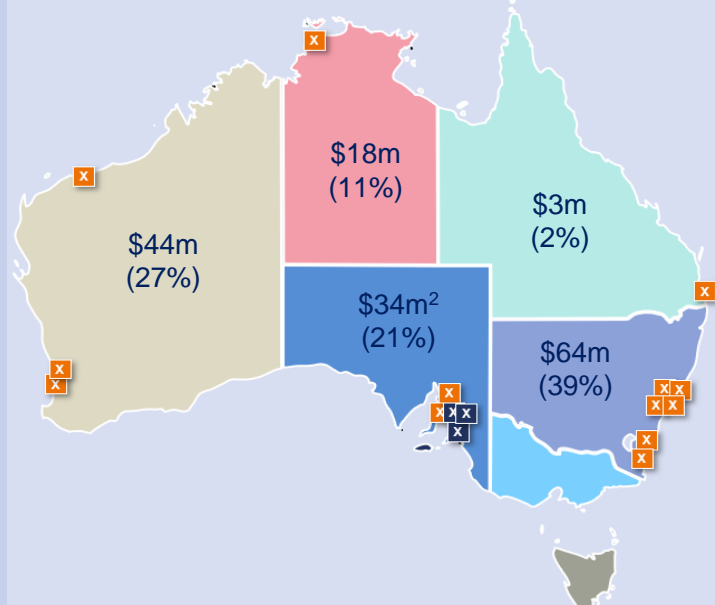 X
$18m
(11%)
X
$3m
(2%)
$44m
(27%)
X
$34m²
(21%)
$64m
(39%)
X
X
X
X X
X X X
X X
X
X
X